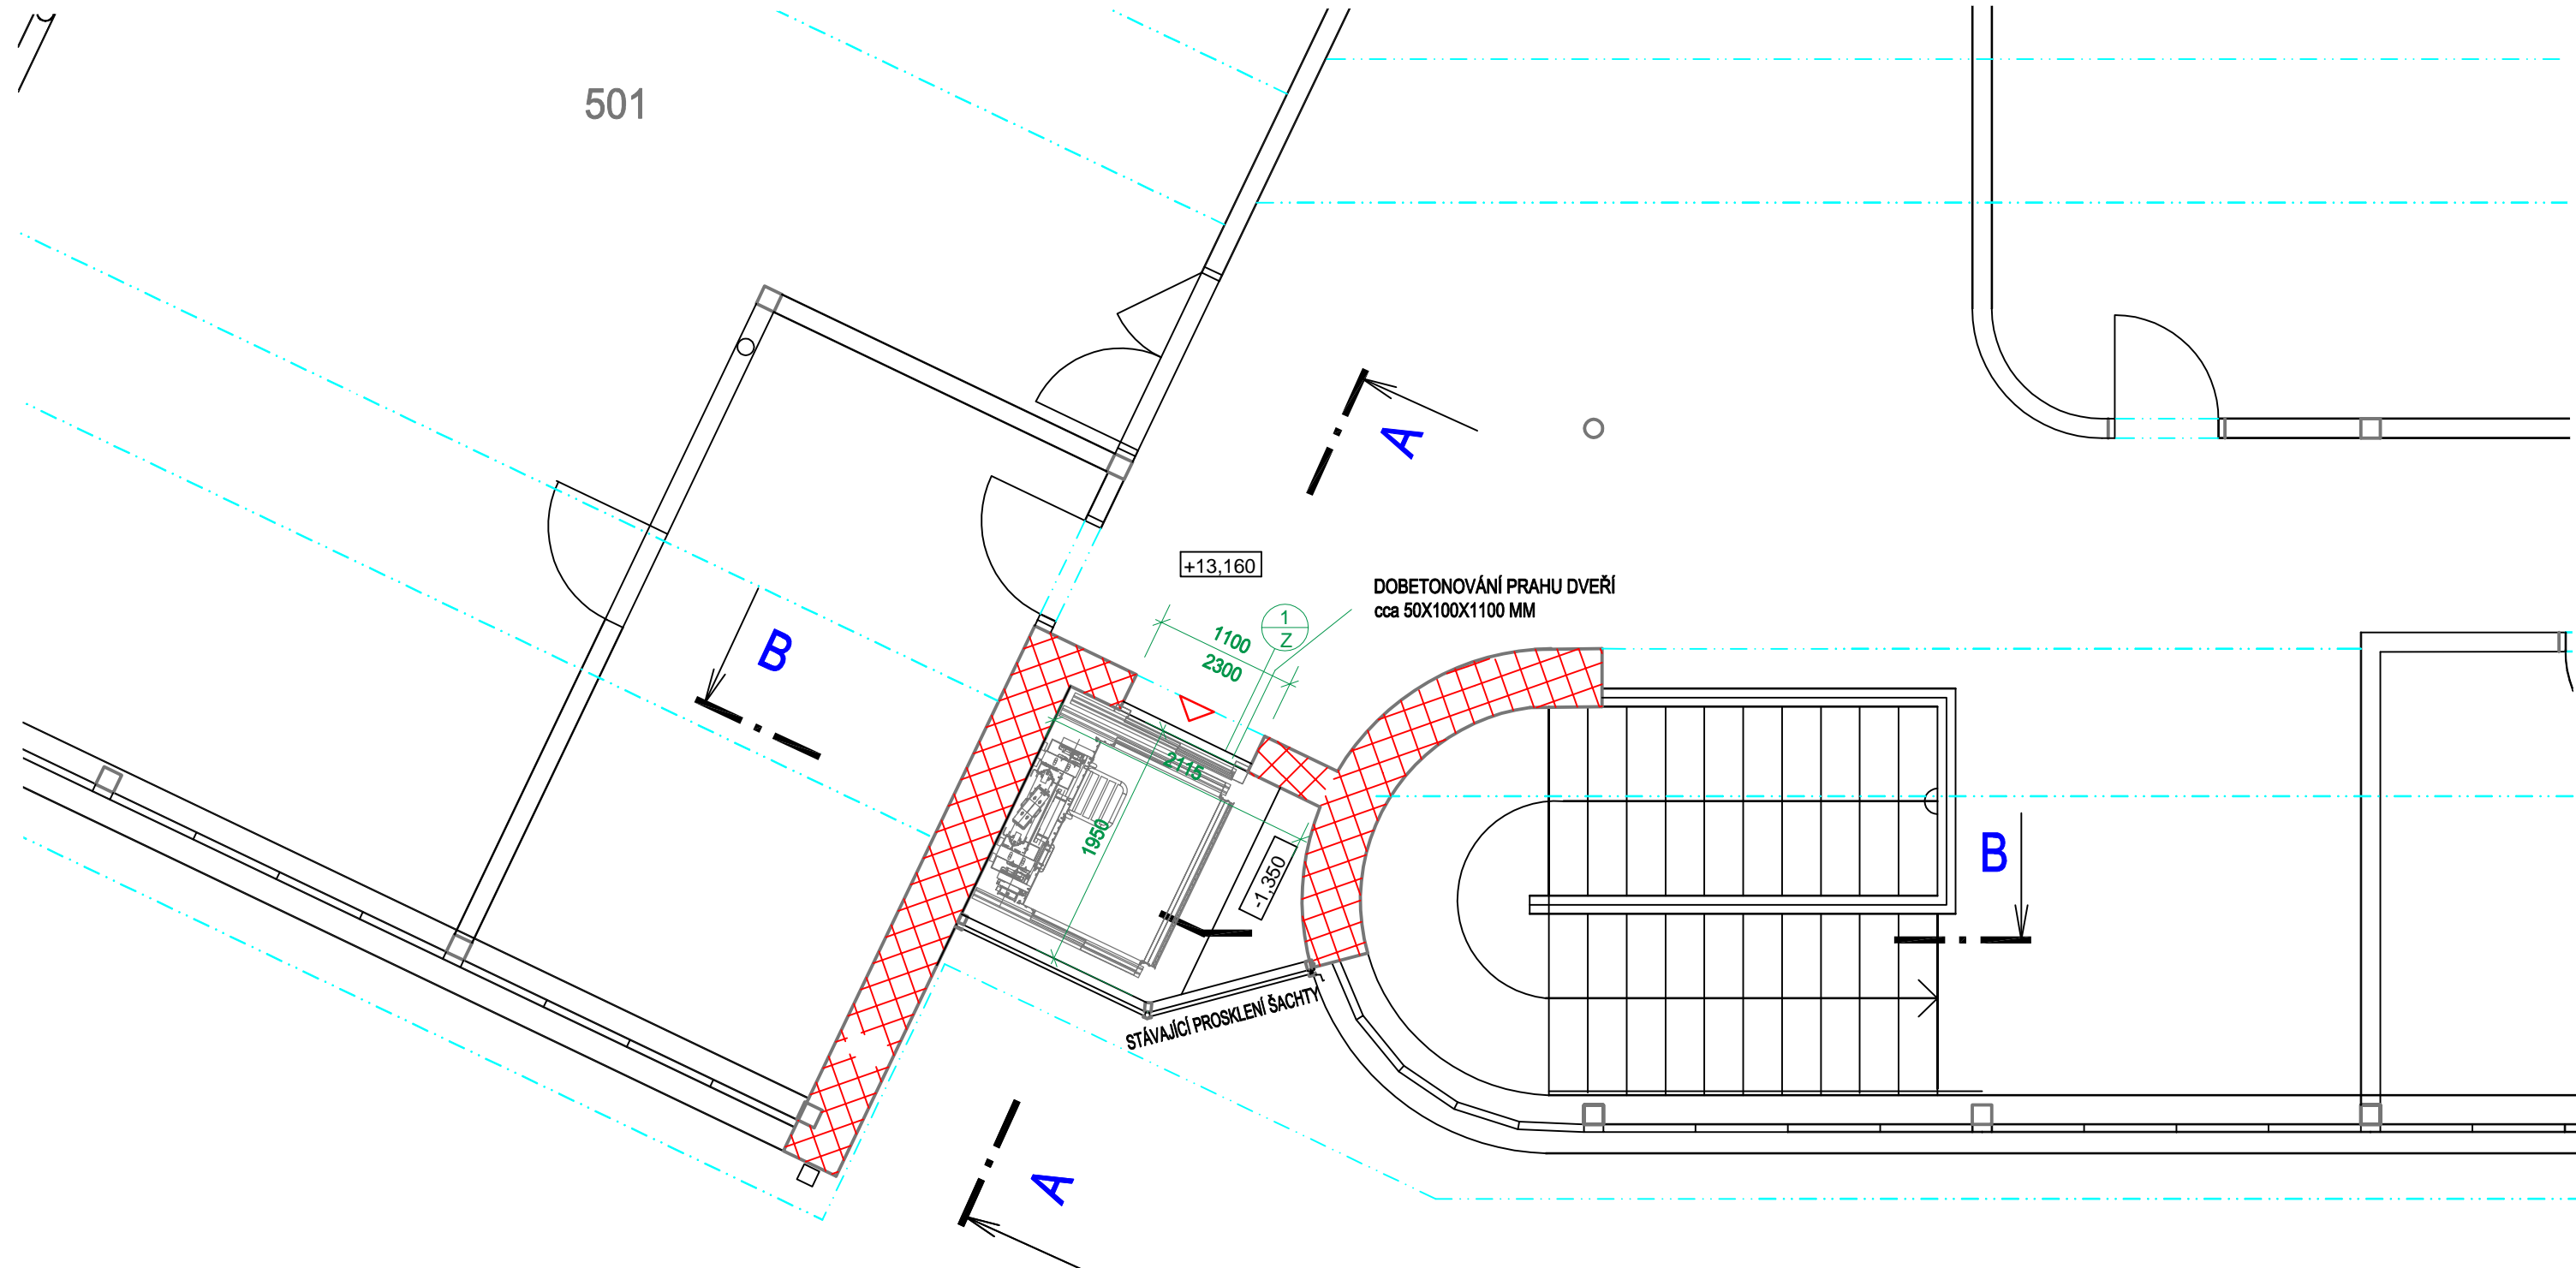 501
A
+13,160
DOBETONOVÁNÍ PRAHU DVEŘÍ
cca 50X100X1100 MM
1
Z
1100
2300
B
2115
1950
-1,350
B
STÁVAJÍCÍ PROSKLENÍ ŠACHTY
A